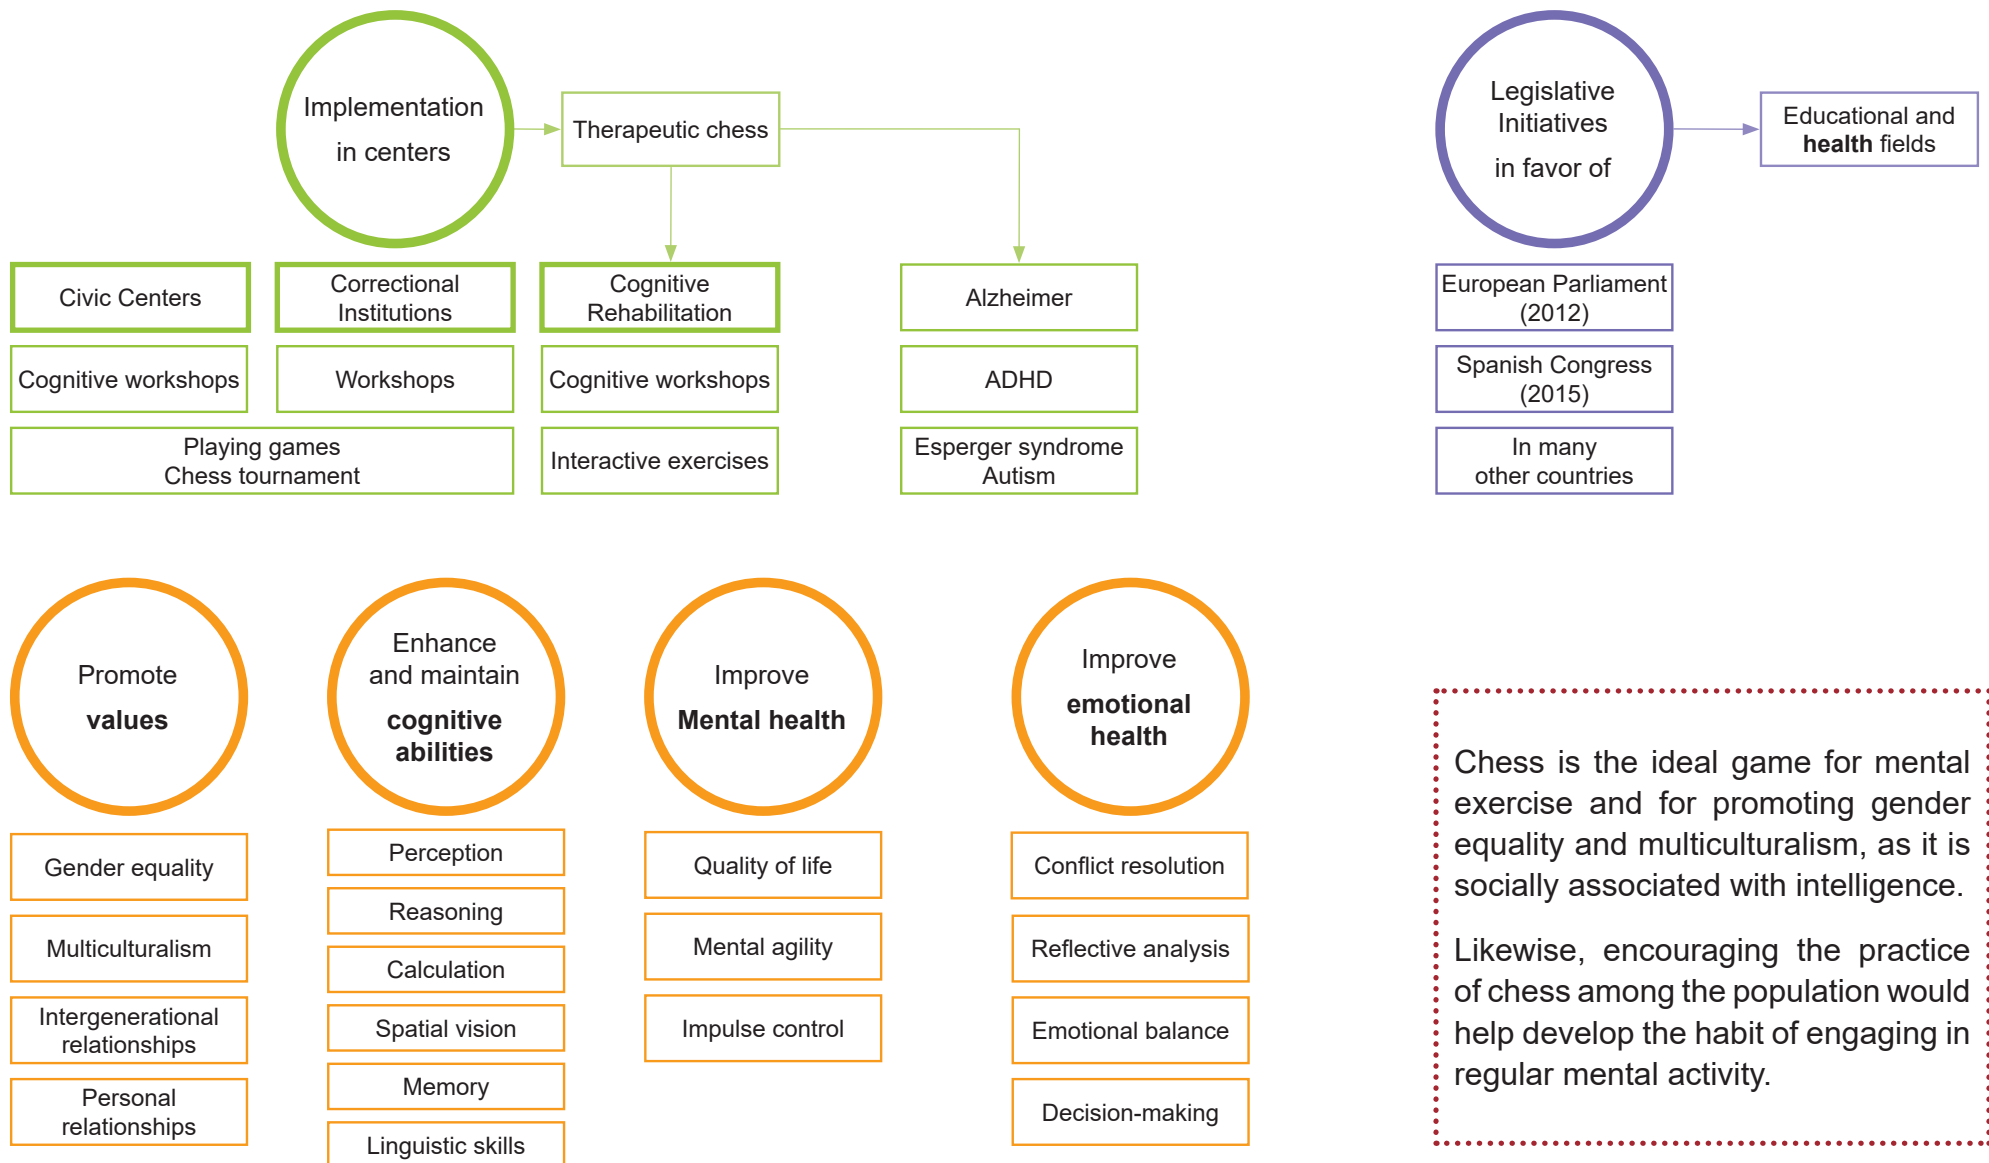 Implementation
in centers
Therapeutic chess
Legislative
Initiatives
in favor of
Educational and
health fields
Civic Centers
Correctional
Institutions
Cognitive
Rehabilitation
Alzheimer
European Parliament
(2012)
Cognitive workshops
Workshops
Cognitive workshops
ADHD
Spanish Congress
(2015)
Playing games
Chess tournament
Interactive exercises
Esperger syndrome
Autism
In many
other countries
Promote
values
Enhance
and maintain
cognitive
abilities
Improve
Mental health
Improve
emotional
health
Gender equality
Multiculturalism
Intergenerational
relationships
Personal
relationships
Perception
Reasoning
Calculation
Spatial vision
Memory
Linguistic skills
Quality of life
Mental agility
Impulse control
Conflict resolution
Reflective analysis
Emotional balance
Decision-making
Chess is the ideal game for mental
exercise and for promoting gender
equality and multiculturalism, as it is
socially associated with intelligence.
Likewise, encouraging the practice
of chess among the population would
help develop the habit of engaging in
regular mental activity.